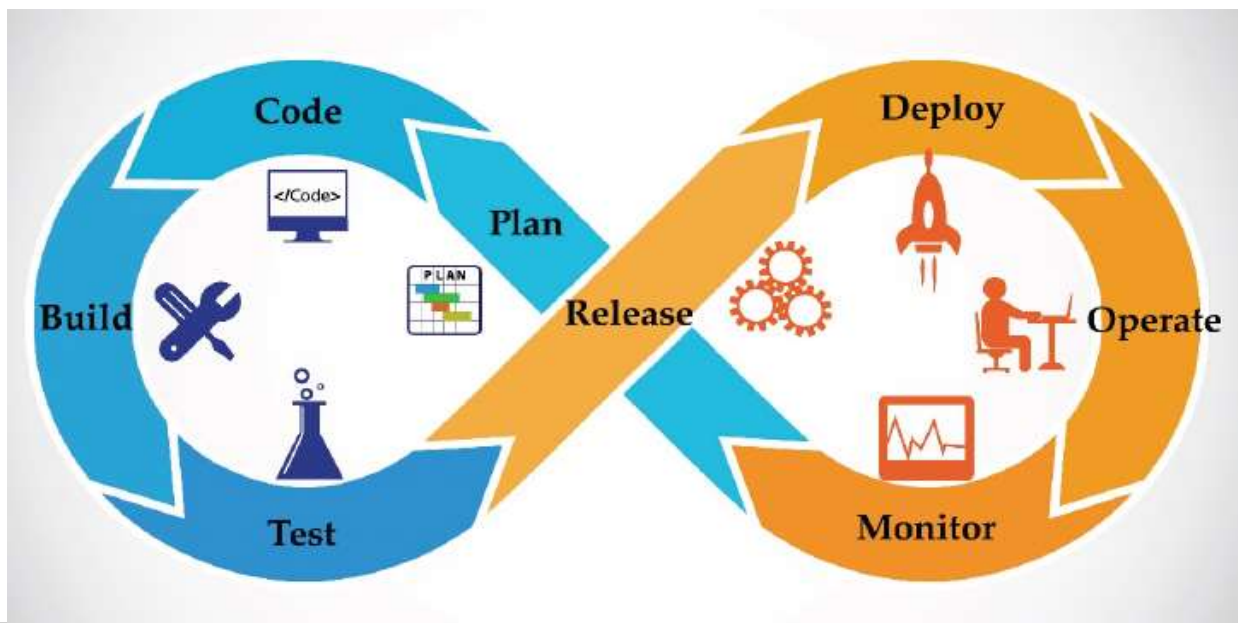 Code
Deploy
</Code>
Plan
PLAN
Build
Release
Operate
Test
Monitor